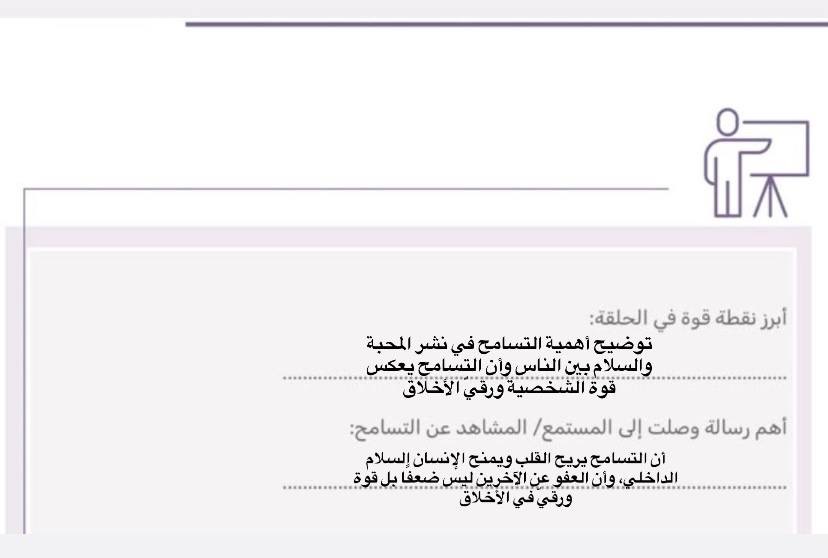 أبرز نقطة قوة في الحلقة:
توضيح أهمية التسامح في نشر المحبة
والسلام بين الناس وأن التسامح يعكس
قوة الشخصية ورقيّ الأخلاق
أهم رسالة وصلت إلى المستمع/ المشاهد عن التسامح:
أن التسامح يريح القلب ويمنح الإنسان السلام
الداخلي، وأن العفو عن الآخرين ليس ضعفًا بل قوة
ورقيّ في الأخلاق